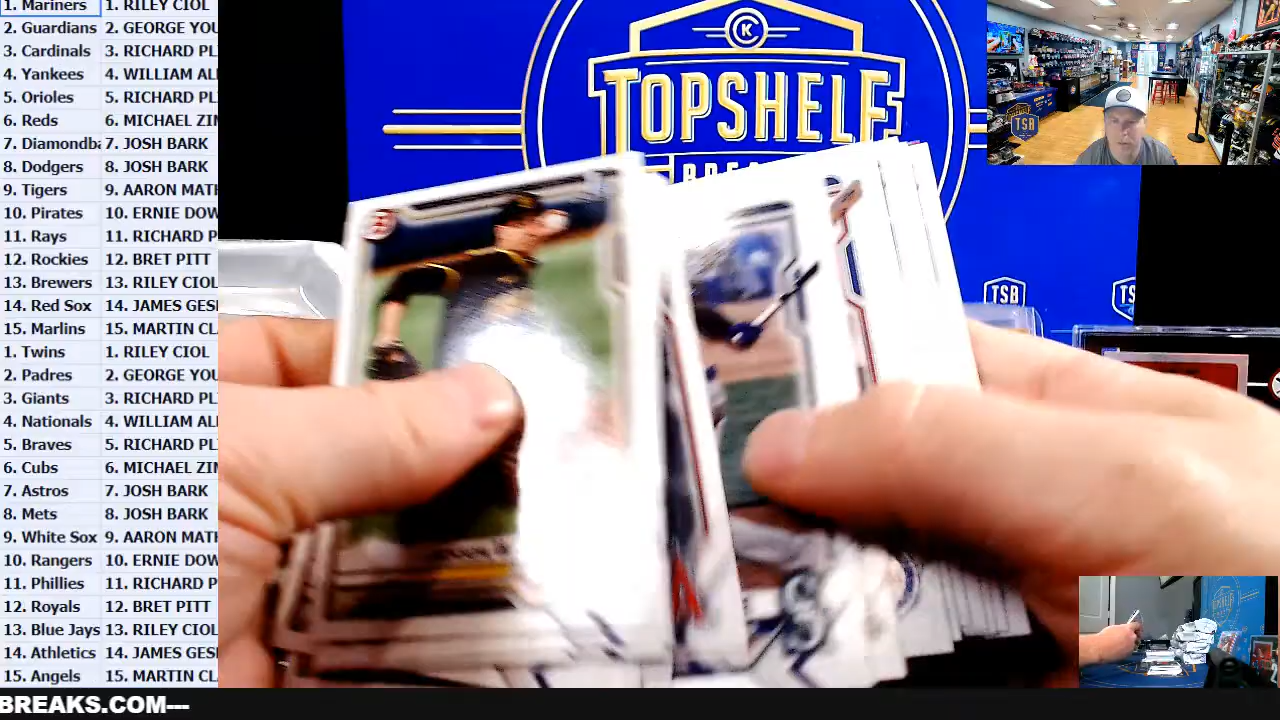 1. Mariners 1. RILEY CIOL
2. Guardians 2. GEORGE YOU
3. Cardinals 3. RICHARD PL
4. Yankees 4. WILLIAM AL
5. Orioles 5. RICHARD PL
6. Reds 6. MICHAEL ZIN
7. Diamondba 7. JOSH BARK
8. Dodgers 8. JOSH BARK
9. Tigers 9. AARON MATH
10. Pirates 10. ERNIE DOW
11. Rays 11. RICHARD P
12. Rockies 12. BRET PITT
13. Brewers 13. RILEY CIOL
14. Red Sox 14. JAMES GESH
15. Marlins 15. MARTIN CL
1. Twins 1. RILEY CIOL
2. Padres 2. GEORGE YOU
3. Giants 3. RICHARD PL
4. Nationals 4. WILLIAM AL
5. Braves 5. RICHARD PL
6. Cubs 6. MICHAEL ZIN
7. Astros 7. JOSH BARK
8. Mets 8. JOSH BARK
9. White Sox 9. AARON MATH
10. Rangers 10. ERNIE DOW
11. Phillies 11. RICHARD P
12. Royals 12. BRET PITT
13. Blue Jays 13. RILEY CIOL
14. Athletics 14. JAMES GESH
15. Angels 15. MARTIN CL
CK
TOPSHELF
TSB
TSB
TSB
BREAKS.COM---